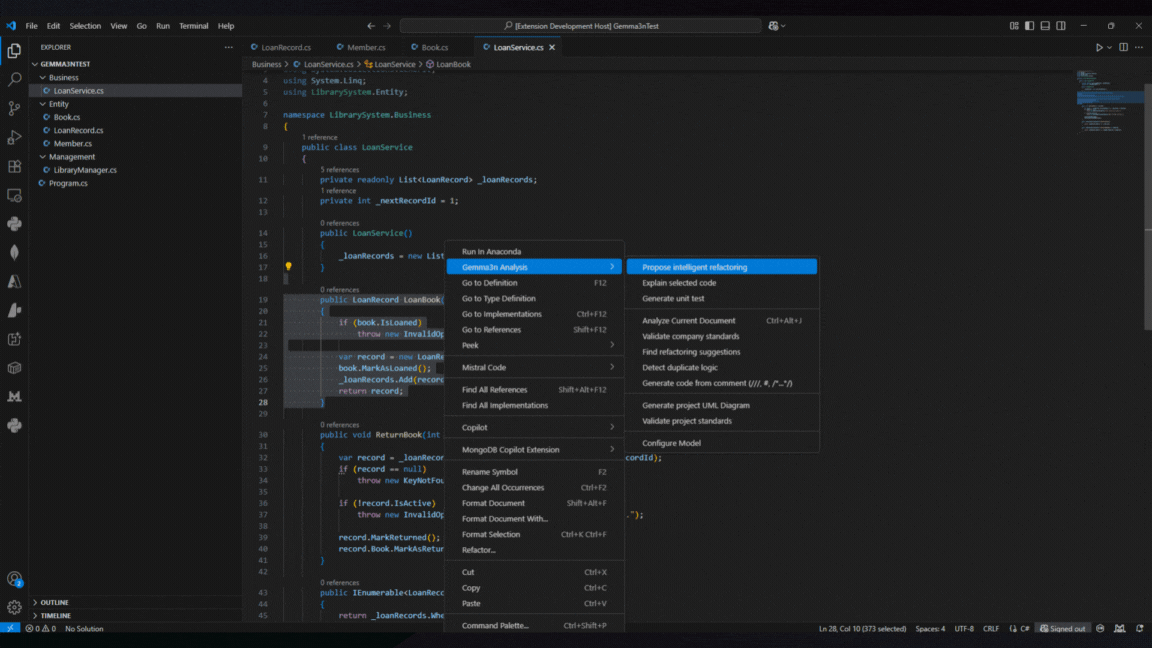 File Edit Selection View Go Run Terminal Help
[Extension Development Host] Gemma3nTest
EXPLORER
GEMMA3NTEST
Business
LoanService.cs
Entity
Book.cs
LoanRecord.cs
Member.cs
Management
LibraryManager.cs
Program.cs
OUTLINE
TIMELINE
LoanRecord.cs Member.cs Book.cs LoanService.cs
Business > LoanService.cs > LoanService > LoanBook
4 using System.Linq;
5 using LibrarySystem.Entity;
6
7 namespace LibrarySystem.Business
8 {
1 reference
9 public class LoanService
10 {
5 references
11 private readonly List<LoanRecord> _loanRecords;
1 reference
12 private int _nextRecordId = 1;
13
0 references
14 public LoanService()
15 {
16 _loanRecords = new List
17 }
18
0 references
19 public LoanRecord LoanBook(
20 {
21 if (book.IsLoaned)
22 throw new InvalidOp
23
24 var record = new LoanRe
25 book.MarkAsLoaned();
26 _loanRecords.Add(recor
27 return record;
28 }
29
0 references
30 public void ReturnBook(int
31 {
32 var record = _loanRecor cordId);
33 if (record == null)
34 throw new KeyNotFou
35
36 if (!record.IsActive)
37 throw new InvalidOp .");
38
39 record.MarkReturned();
40 record.Book.MarkAsRetur
41 }
42
0 references
43 public IEnumerable<LoanRec
44 {
45 return _loanRecords.Whe
Run In Anaconda
Gemma3n Analysis
Go to Definition F12
Go to Type Definition
Go to Implementations Ctrl+F12
Go to References Shift+F12
Peek
Mistral Code
Find All References Shift+Alt+F12
Find All Implementations
Copilot
MongoDB Copilot Extension
Rename Symbol F2
Change All Occurrences Ctrl+F2
Format Document Shift+Alt+F
Format Document With...
Format Selection Ctrl+K Ctrl+F
Refactor...
Cut Ctrl+X
Copy Ctrl+C
Paste Ctrl+V
Command Palette... Ctrl+Shift+P
Propose intelligent refactoring
Explain selected code
Generate unit test
Analyze Current Document Ctrl+Alt+J
Validate company standards
Find refactoring suggestions
Detect duplicate logic
Generate code from comment (///, #, /*...*/)
Generate project UML Diagram
Validate project standards
Configure Model
2
0 0 No Solution
Ln 28, Col 10 (373 selected) Spaces: 4 UTF-8 CRLF C# Signed out